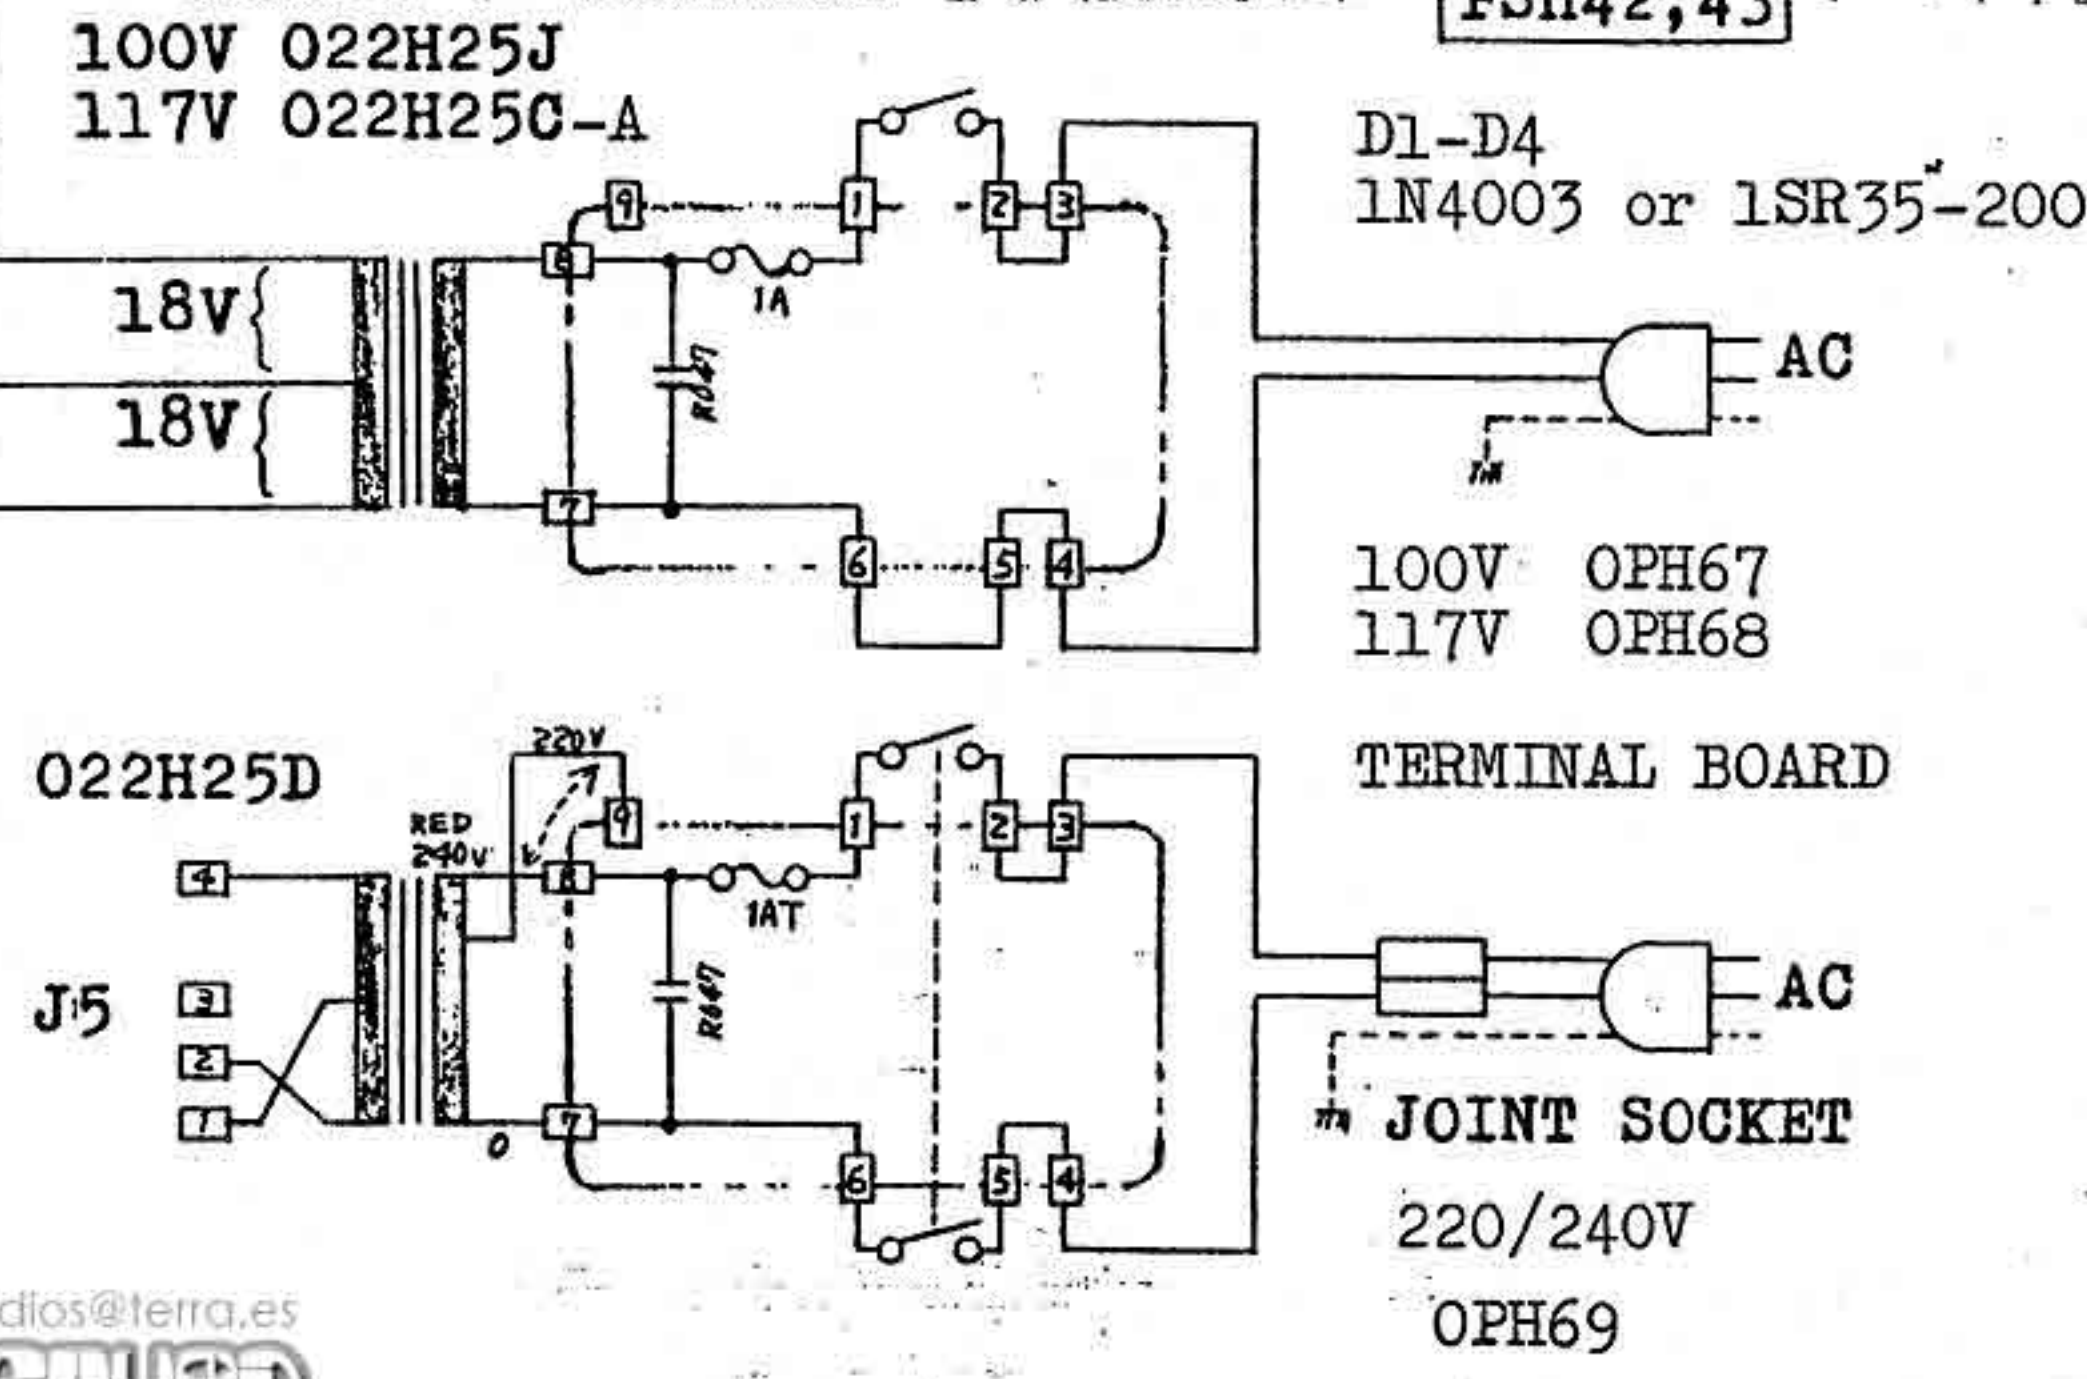 100V 022H25J
117V 022H25C-A
D1-D4
1N4003 or 1SR35-200
9
1
2
3
8
1A
18V
18V
R047
AC
7
6
5
4
100V OPH67
117V OPH68
TERMINAL BOARD
022H25D
220V
RED
240V
9
1
2
3
4
8
1AT
J5
3
R047
AC
2
1
0
7
JOINT SOCKET
6
5
4
220/240V
OPH69
dios@terra.es